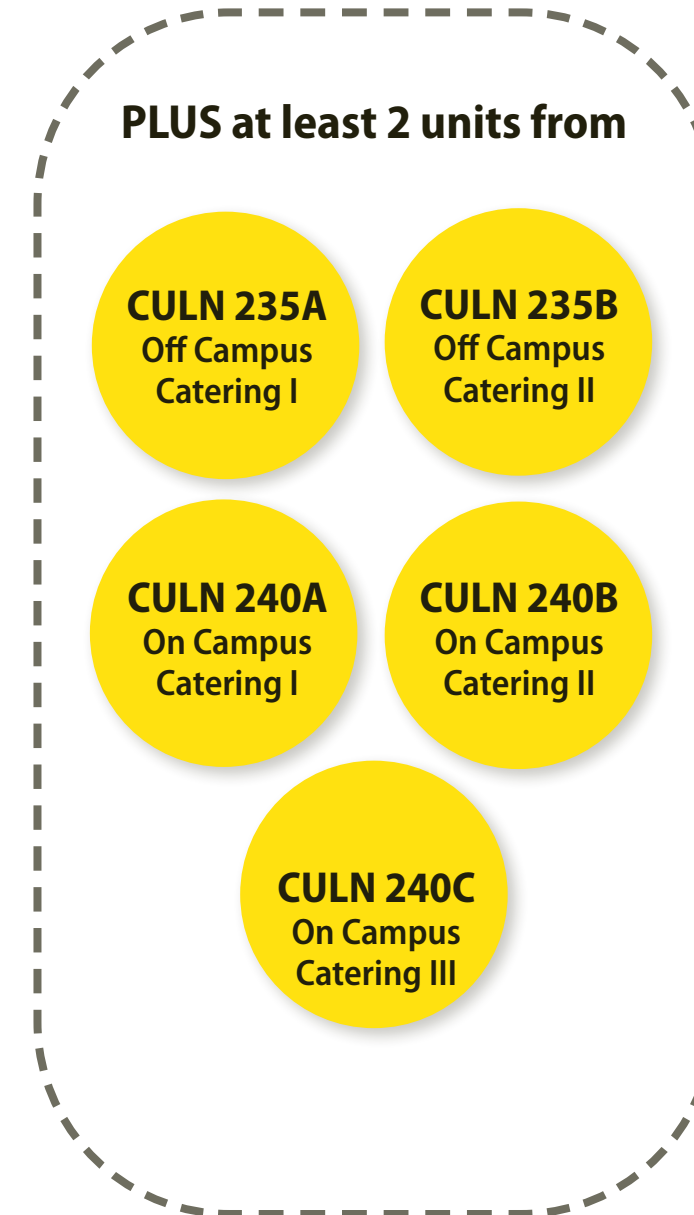 PLUS at least 2 units from
CULN 235A
Off Campus
Catering I
CULN 235B
Off Campus
Catering II
CULN 240A
On Campus
Catering I
CULN 240B
On Campus
Catering II
CULN 240C
On Campus
Catering III